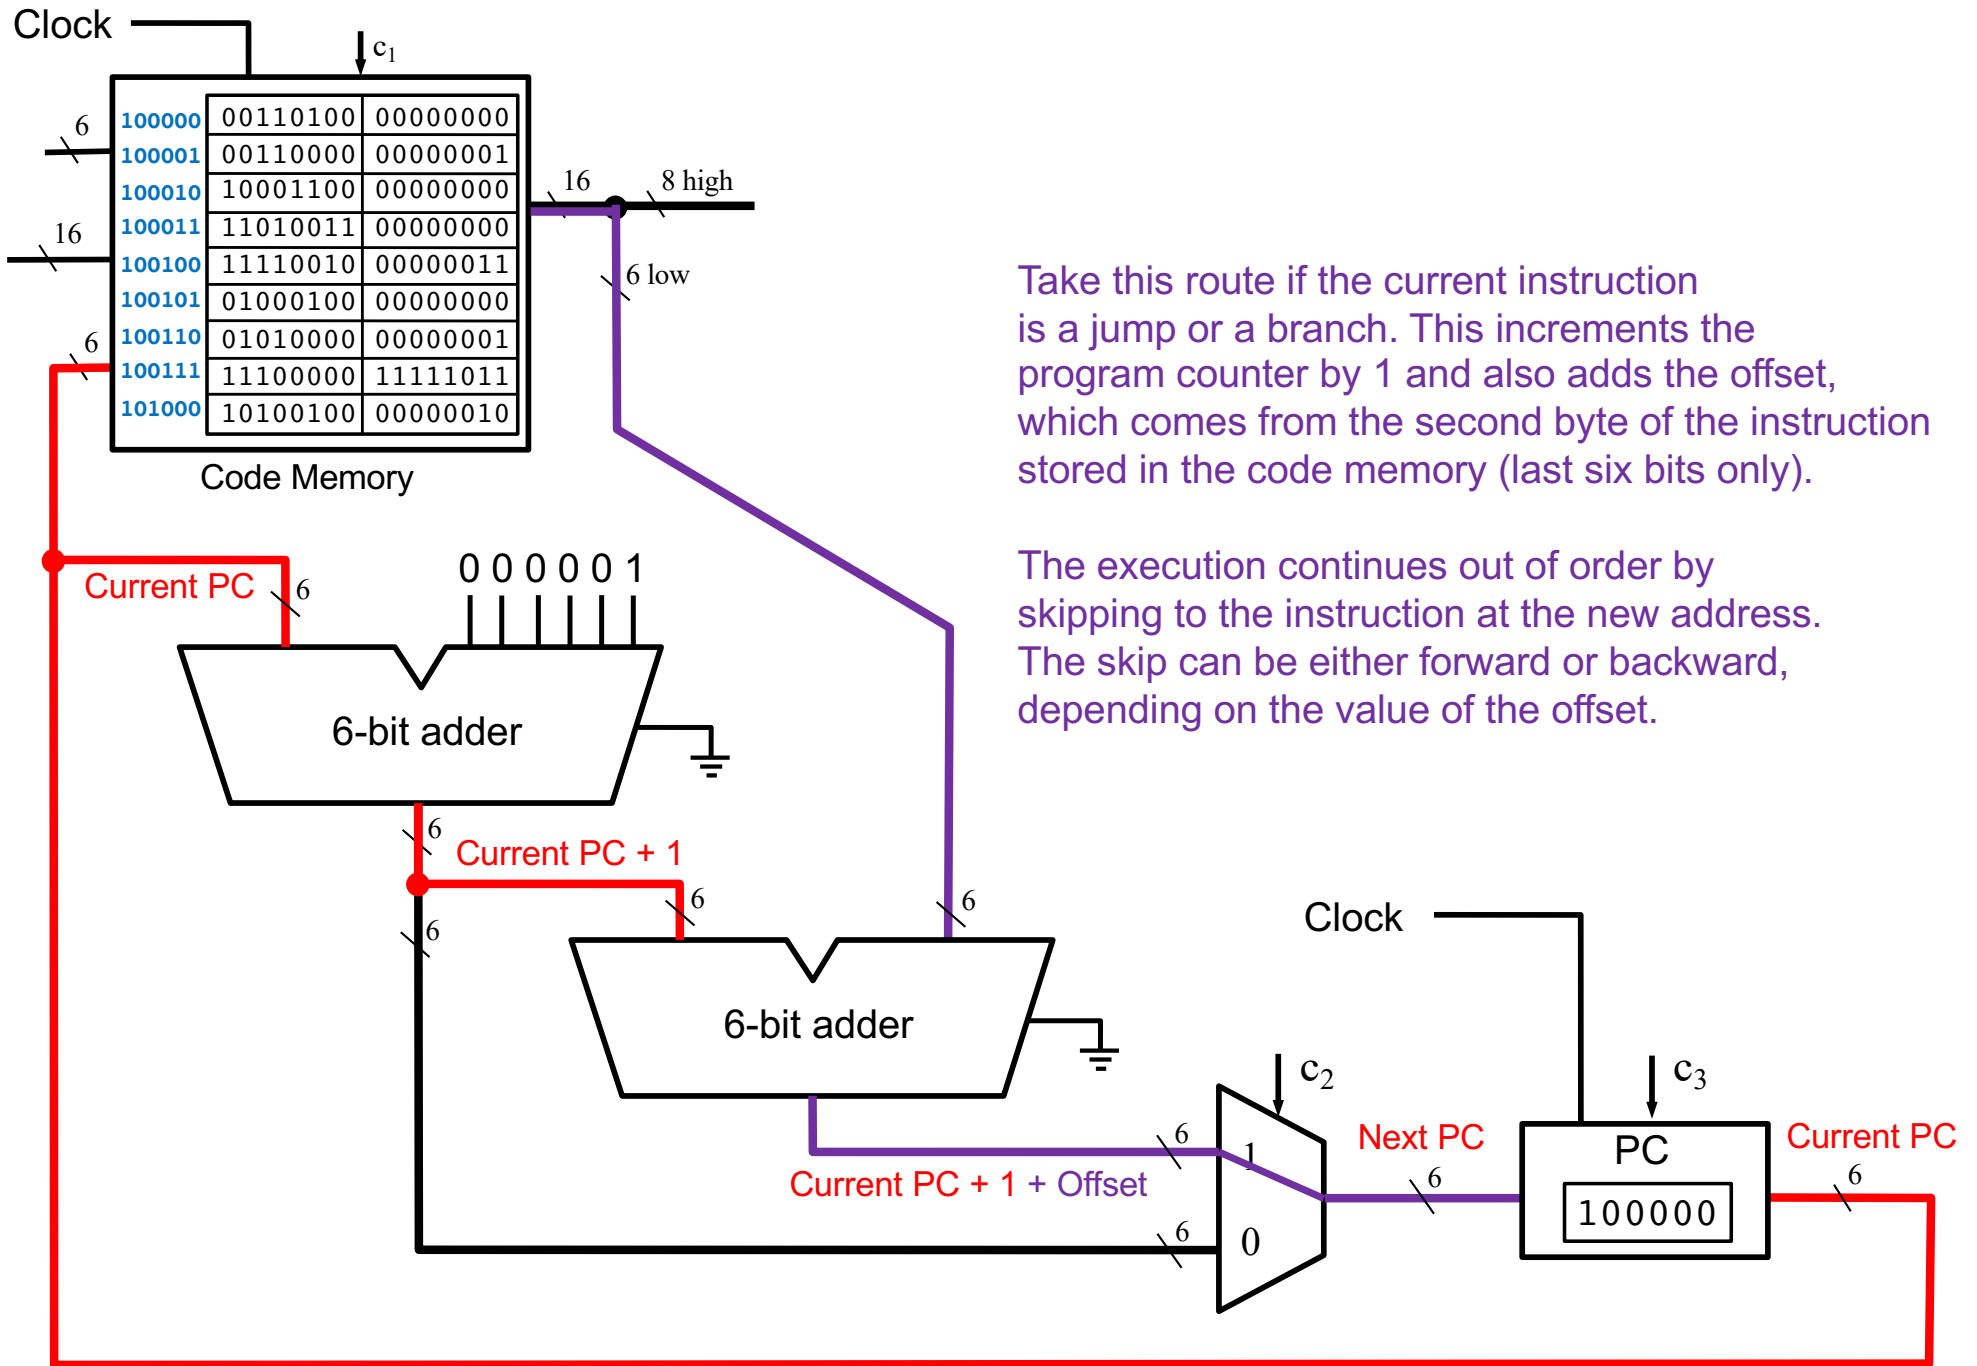 Clock
c1
6
100000 00110100 00000000
100001 00110000 00000001
100010 10001100 00000000
16 8 high
100011 11010011 00000000
16
100100 11110010 00000011
6 low
100101 01000100 00000000
100110 01010000 00000001
6
100111 11100000 11111011
101000 10100100 00000010
Code Memory
Take this route if the current instruction
is a jump or a branch. This increments the
program counter by 1 and also adds the offset,
which comes from the second byte of the instruction
stored in the code memory (last six bits only).
The execution continues out of order by
skipping to the instruction at the new address.
The skip can be either forward or backward,
depending on the value of the offset.
0 0 0 0 0 1
Current PC
6
6-bit adder
6
Current PC + 1
6
6
6
6-bit adder
Clock
c2
c3
6
1
Next PC
6
PC
Current PC
6
Current PC + 1 + Offset
100000
6
0